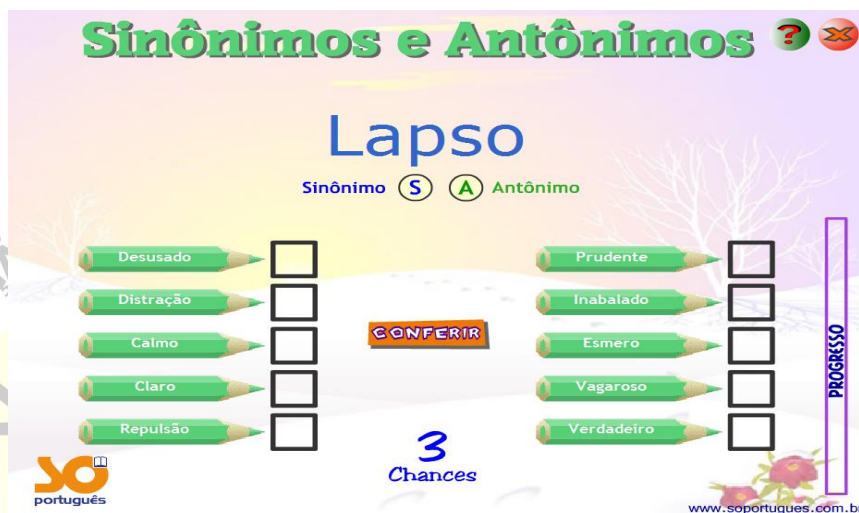 Sinônimos e Antônimos ? X
Lapso
Sinônimo S A Antônimo
Desusado
Distração
Calmo
Claro
Repulsão
CONFERIR
Prudente
Inabalado
Esmero
Vagaroso
Verdadeiro
PROGRESSO
3
Chances
SÓ
português
www.soportugues.com.b